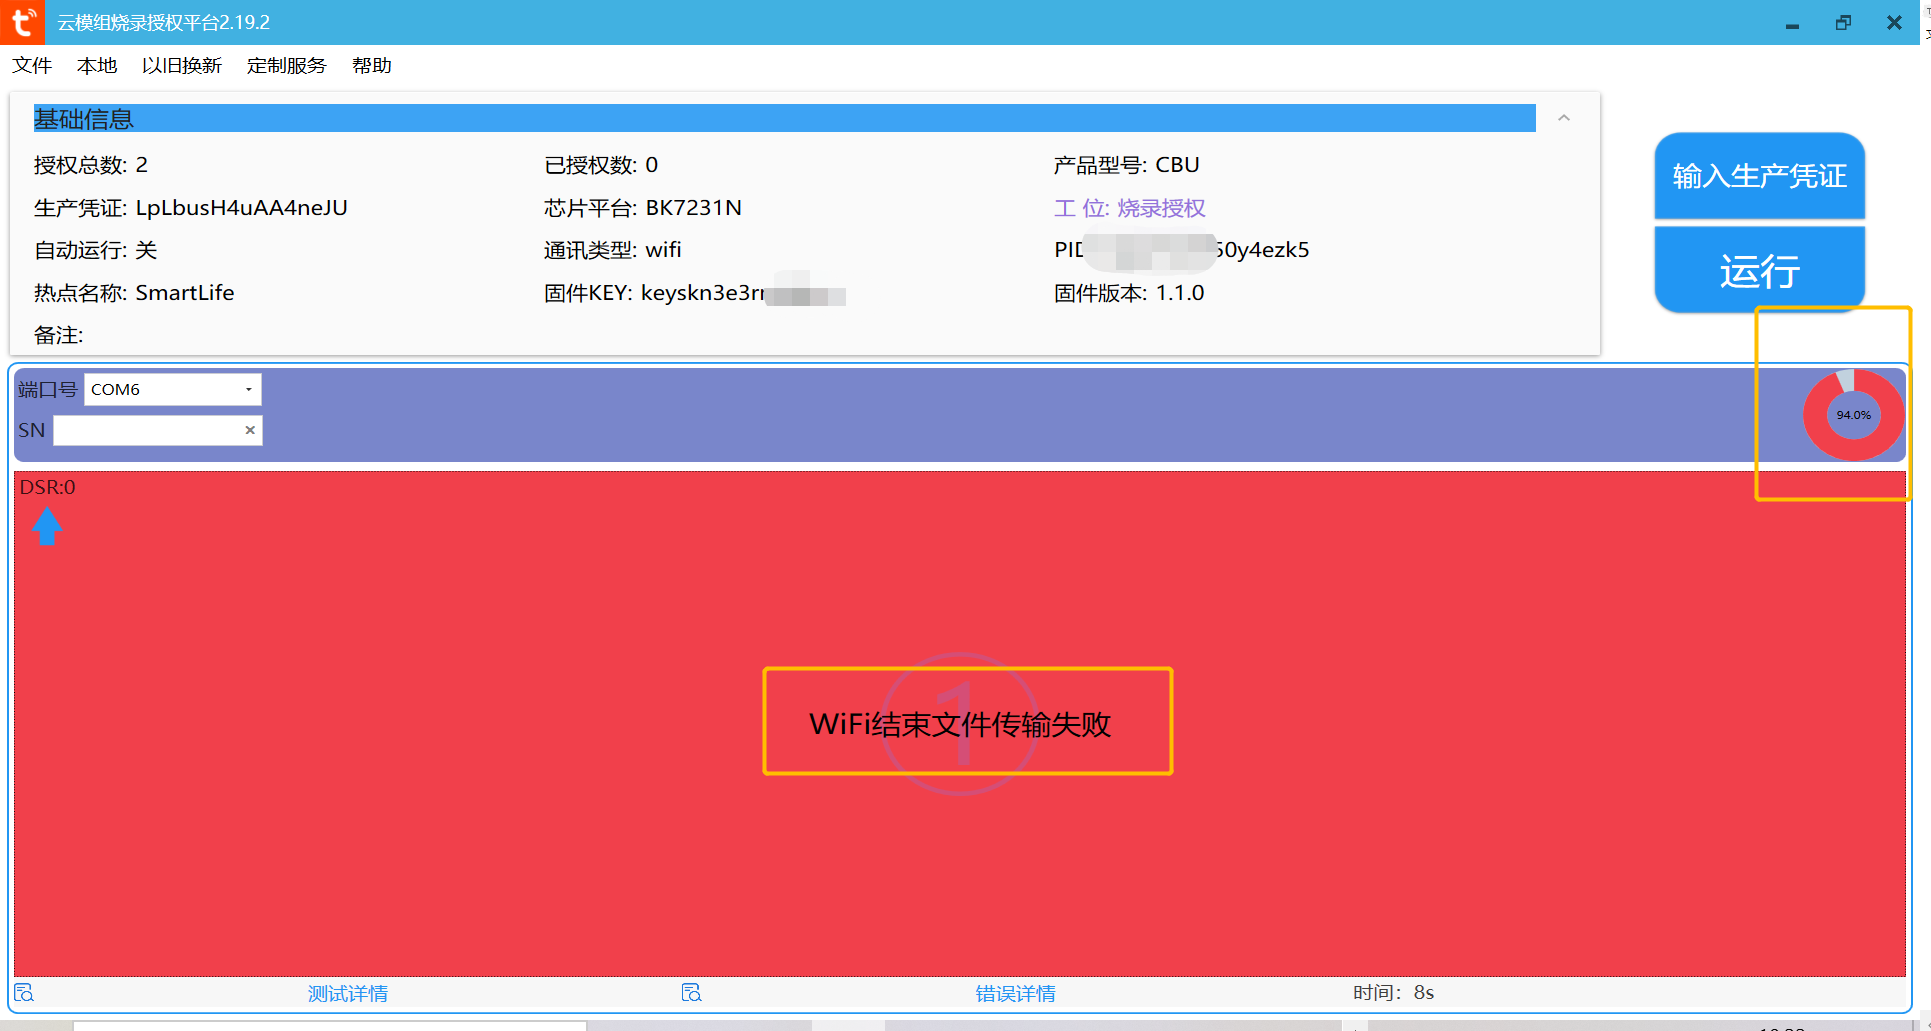 云模组烧录授权平台2.19.2
文件 本地 以旧换新 定制服务 帮助
基础信息
授权总数: 2 已授权数: 0 产品型号: CBU
生产凭证: LpLbusH4uAA4neJU 芯片平台: BK7231N 工 位: 烧录授权
自动运行: 关 通讯类型: wifi 50y4ezk5
热点名称: SmartLife 固件KEY: keyskn3e3rr 固件版本: 1.1.0
备注:
输入生产凭证
运行
端口号 COM6
SN
94.0%
DSR:0
1
WiFi结束文件传输失败
测试详情 错误详情 时间: 8s